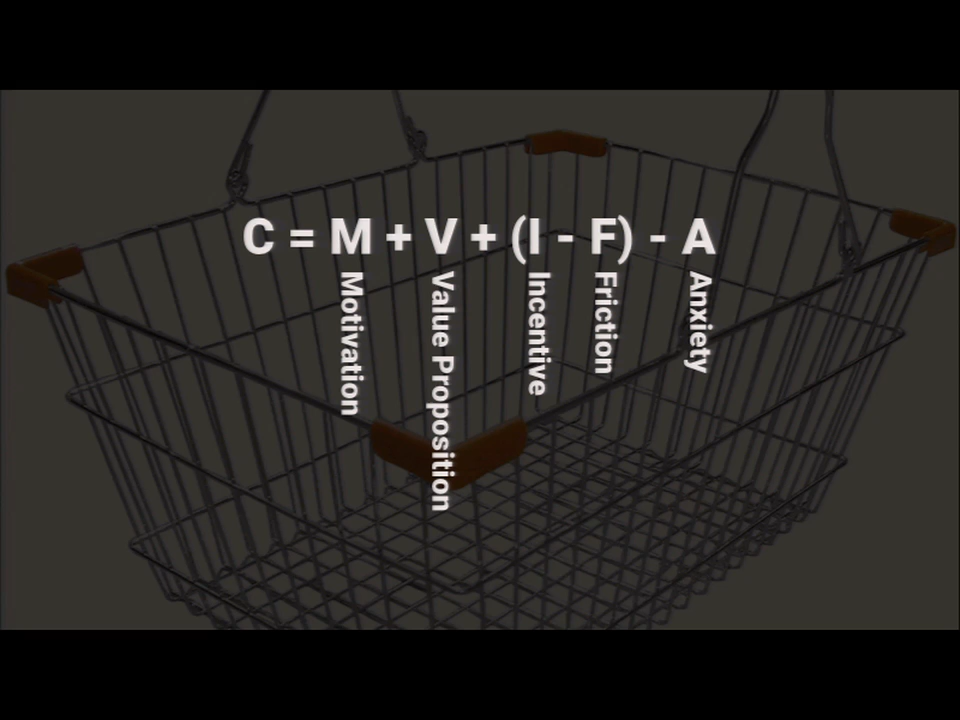 C = M + V + (I - F) - A
Motivation
Value Proposition
Incentive
Friction
Anxiety